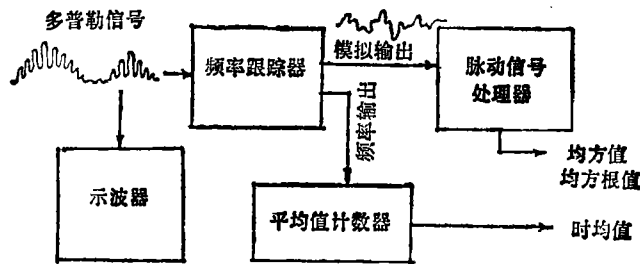 多普勒信号
频率跟踪器
模拟输出
脉动信号
处理器
频率输出
示波器
平均值计数器
均方值
均方根值
时均值